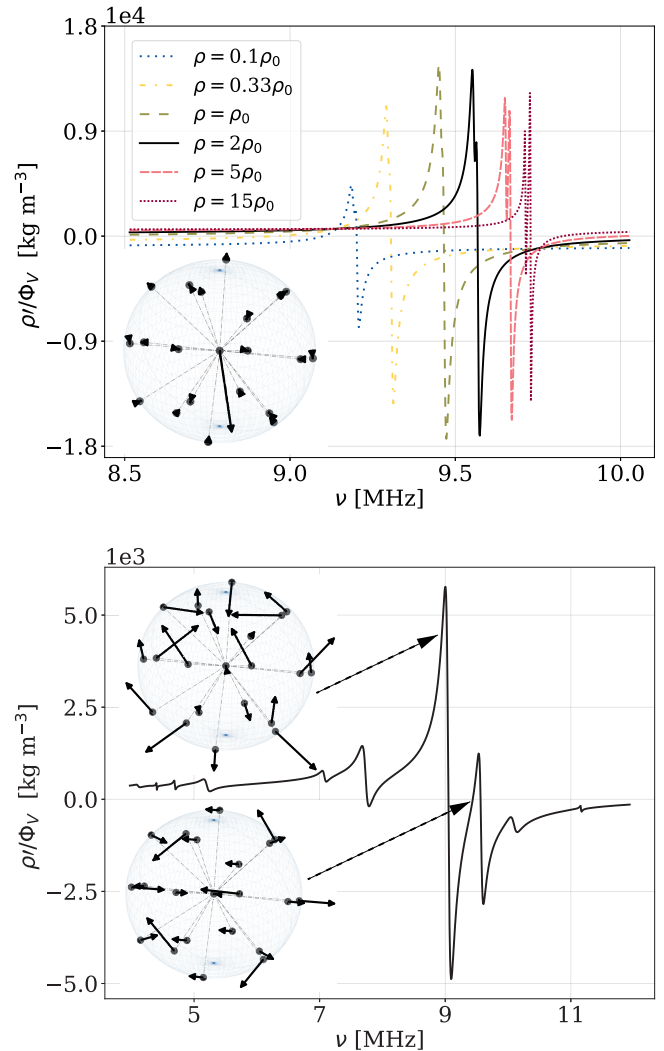 1e4
1.8
0.9
0.0
−0.9
−1.8
ρ′/Φ_V [kg m⁻³]
ρ = 0.1ρ₀
ρ = 0.33ρ₀
ρ = ρ₀
ρ = 2ρ₀
ρ = 5ρ₀
ρ = 15ρ₀
8.5 9.0 9.5 10.0
ν [MHz]
1e3
5.0
2.5
0.0
−2.5
−5.0
ρ′/Φ_V [kg m⁻³]
5 7 9 11
ν [MHz]